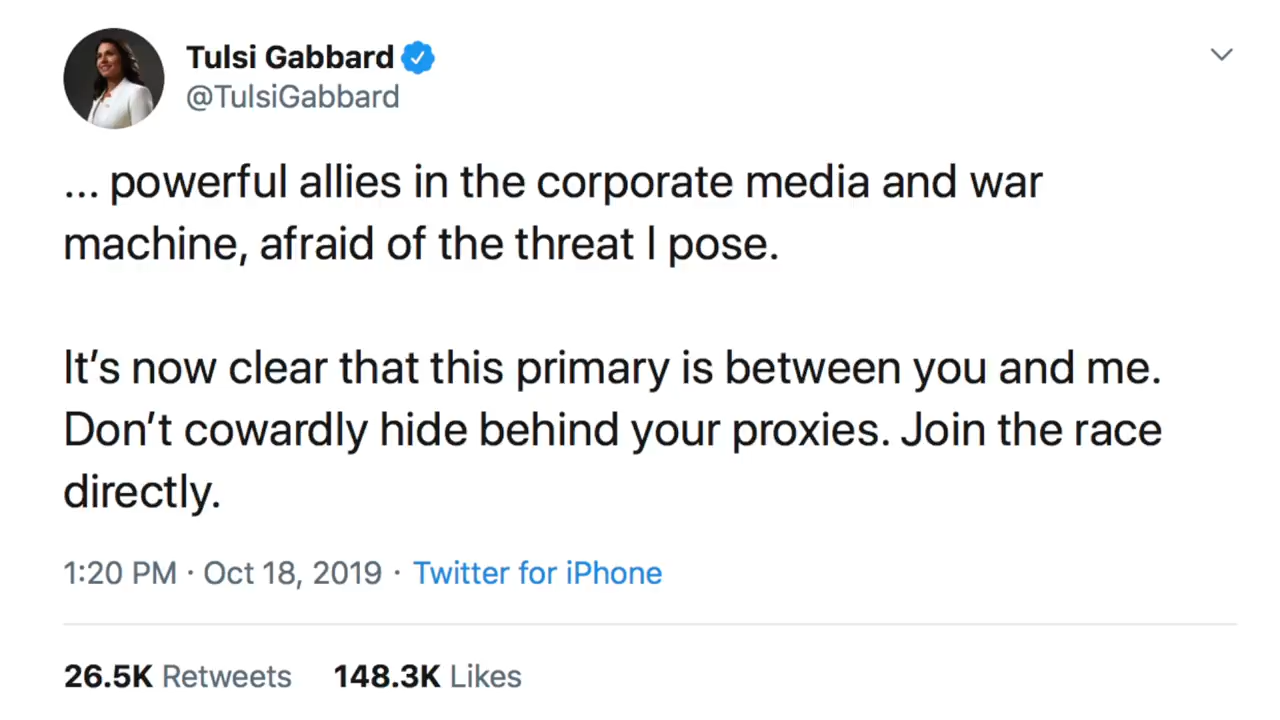 Tulsi Gabbard
@TulsiGabbard
... powerful allies in the corporate media and war
machine, afraid of the threat I pose.
It’s now clear that this primary is between you and me.
Don’t cowardly hide behind your proxies. Join the race
directly.
1:20 PM · Oct 18, 2019 · Twitter for iPhone
26.5K Retweets 148.3K Likes